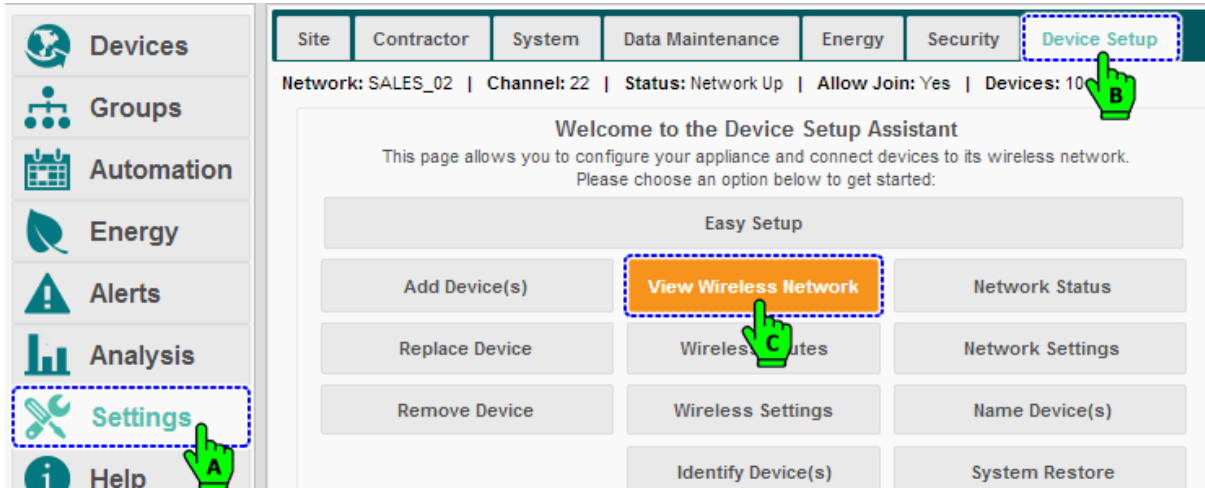 Devices
Groups
Automation
Energy
Alerts
Analysis
Settings
Help
A
Site Contractor System Data Maintenance Energy Security Device Setup
B
Network: SALES_02 | Channel: 22 | Status: Network Up | Allow Join: Yes | Devices:
Welcome to the Device Setup Assistant
This page allows you to configure your appliance and connect devices to its wireless network.
Please choose an option below to get started:
Easy Setup
Add Device(s) View Wireless Network Network Status
C
Replace Device Wireless Network Settings
Remove Device Wireless Settings Name Device(s)
Identify Device(s) System Restore